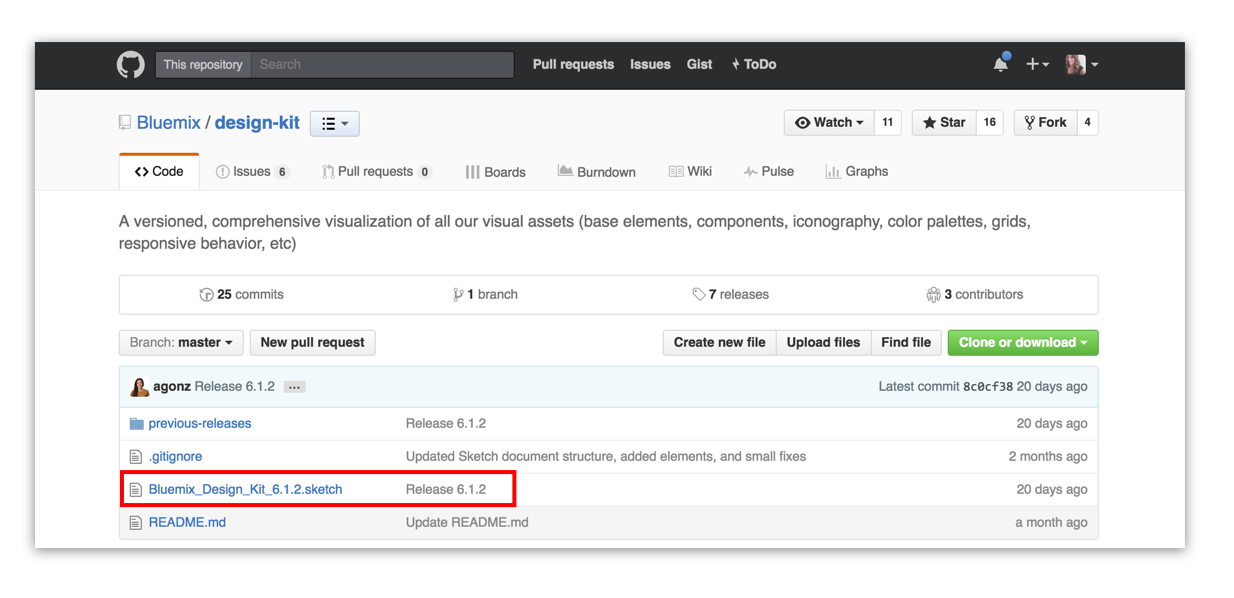 This repository Search Pull requests Issues Gist ToDo
Bluemix / design-kit Watch 11 Star 16 Fork 4
Code Issues 6 Pull requests 0 Boards Burndown Wiki Pulse Graphs
A versioned, comprehensive visualization of all our visual assets (base elements, components, iconography, color palettes, grids,
responsive behavior, etc)
25 commits 1 branch 7 releases 3 contributors
Branch: master New pull request Create new file Upload files Find file Clone or download
agonz Release 6.1.2 ... Latest commit 8c0cf38 20 days ago
previous-releases Release 6.1.2 20 days ago
.gitignore Updated Sketch document structure, added elements, and small fixes 2 months ago
Bluemix_Design_Kit_6.1.2.sketch Release 6.1.2 20 days ago
README.md Update README.md a month ago